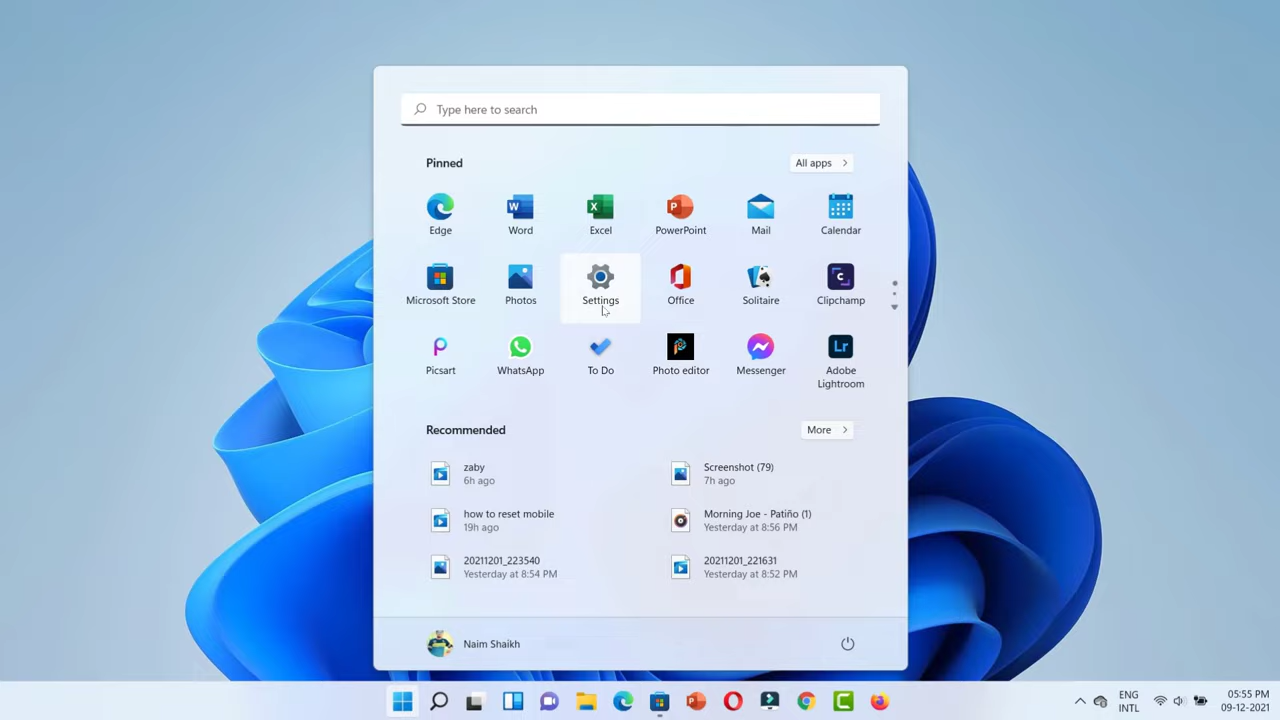 Type here to search
Pinned
All apps
Edge
Word
Excel
PowerPoint
Mail
Calendar
Microsoft Store
Photos
Settings
Office
Solitaire
Clipchamp
Picsart
WhatsApp
To Do
Photo editor
Messenger
Adobe
Lightroom
Recommended
More
zaby
6h ago
Screenshot (79)
7h ago
how to reset mobile
19h ago
Morning Joe - Patiño (1)
Yesterday at 8:56 PM
20211201_223540
Yesterday at 8:54 PM
20211201_221631
Yesterday at 8:52 PM
Naim Shaikh
ENG
INTL
05:55 PM
09-12-2021